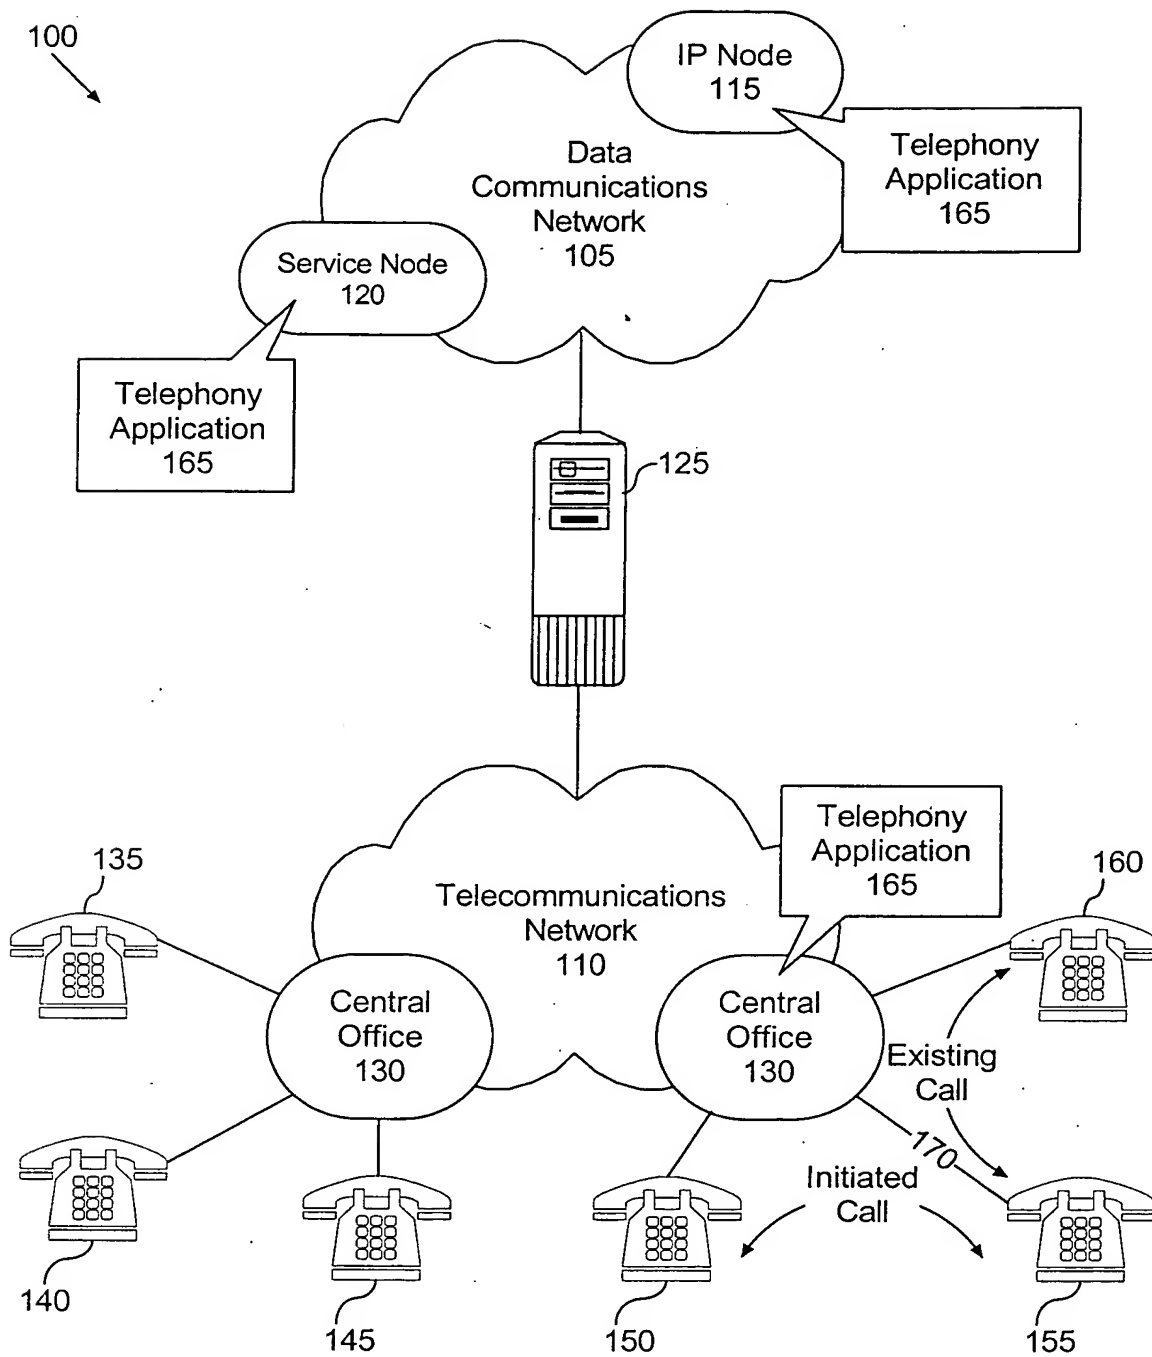 100
IP Node
115
Telephony
Application
165
Data
Communications
Network
105
Service Node
120
Telephony
Application
165
125
Telephony
Application
165
135
160
Telecommunications
Network
110
Central
Office
130
Central
Office
130
Existing
Call
170
Initiated
Call
140
145
150
155